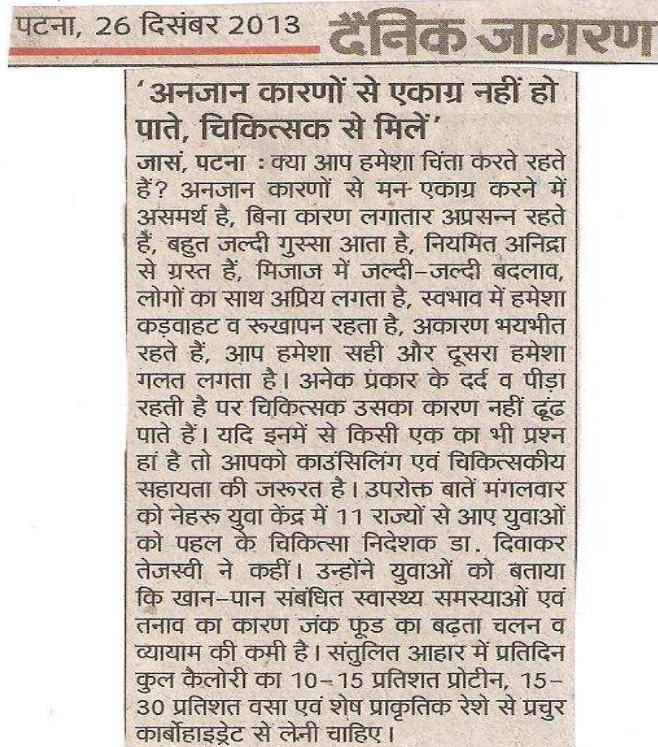 पटना, 26 दिसंबर 2013 दैनिक जागरण
‘अनजान कारणों से एकाग्र नहीं हो
पाते, चिकित्सक से मिलें’
जासं, पटना : क्या आप हमेशा चिंता करते रहते
हैं? अनजान कारणों से मन एकाग्र करने में
असमर्थ है, बिना कारण लगातार अप्रसन्न रहते
हैं, बहुत जल्दी गुस्सा आता है, नियमित अनिद्रा
से ग्रस्त हैं, मिजाज में जल्दी-जल्दी बदलाव,
लोगों का साथ अप्रिय लगता है, स्वभाव में हमेशा
कड़वाहट व रूखापन रहता है, अकारण भयभीत
रहते हैं, आप हमेशा सही और दूसरा हमेशा
गलत लगता है। अनेक प्रकार के दर्द व पीड़ा
रहती है पर चिकित्सक उसका कारण नहीं ढूंढ
पाते हैं। यदि इनमें से किसी एक का भी प्रश्न
हां है तो आपको काउंसिलिंग एवं चिकित्सकीय
सहायता की जरूरत है। उपरोक्त बातें मंगलवार
को नेहरू युवा केंद्र में 11 राज्यों से आए युवाओं
को पहल के चिकित्सा निदेशक डा. दिवाकर
तेजस्वी ने कहीं। उन्होंने युवाओं को बताया
कि खान-पान संबंधित स्वास्थ्य समस्याओं एवं
तनाव का कारण जंक फूड का बढ़ता चलन व
व्यायाम की कमी है। संतुलित आहार में प्रतिदिन
कुल कैलोरी का 10-15 प्रतिशत प्रोटीन, 15-
30 प्रतिशत वसा एवं शेष प्राकृतिक रेशे से प्रचुर
कार्बोहाइड्रेट से लेनी चाहिए।